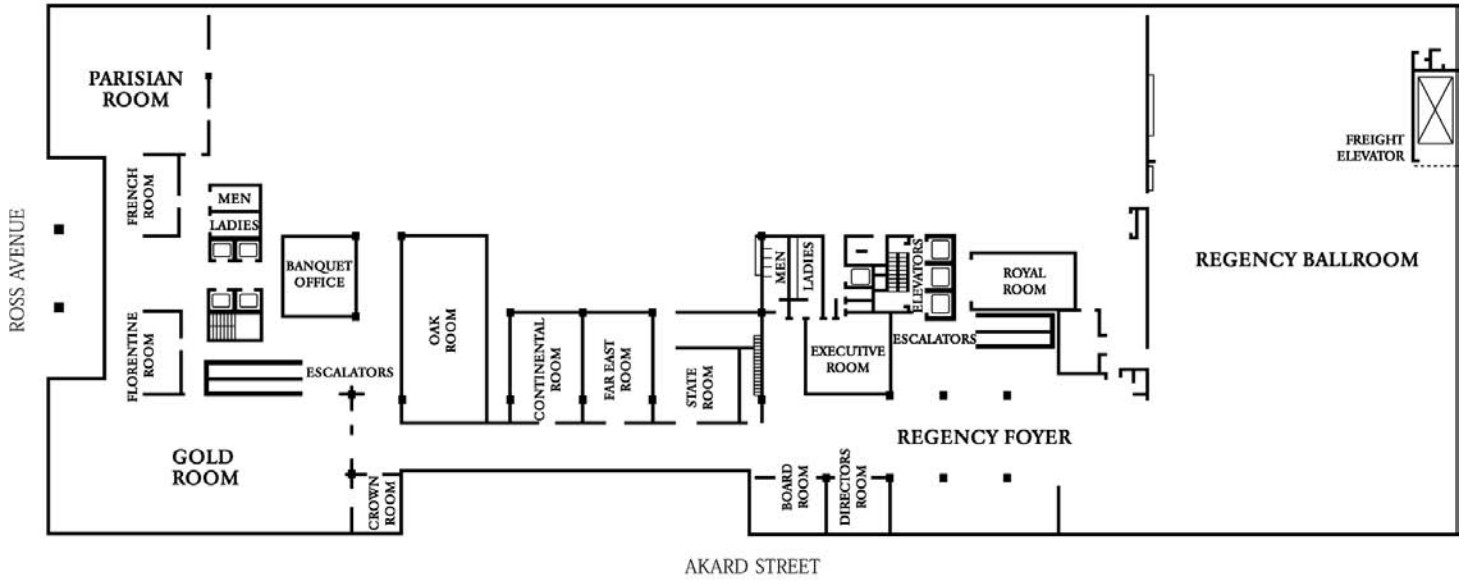 PARISIAN
ROOM
FREIGHT
ELEVATOR
FRENCH
ROOM
MEN
LADIES
ROSS AVENUE
BANQUET
OFFICE
OAK
ROOM
MEN
LADIES
ELEVATORS
ROYAL
ROOM
REGENCY BALLROOM
FLORENTINE
ROOM
ESCALATORS
CONTINENTAL
ROOM
FAR EAST
ROOM
STATE
ROOM
EXECUTIVE
ROOM
ESCALATORS
GOLD
ROOM
CROWN
ROOM
BOARD
ROOM
DIRECTORS
ROOM
REGENCY FOYER
AKARD STREET